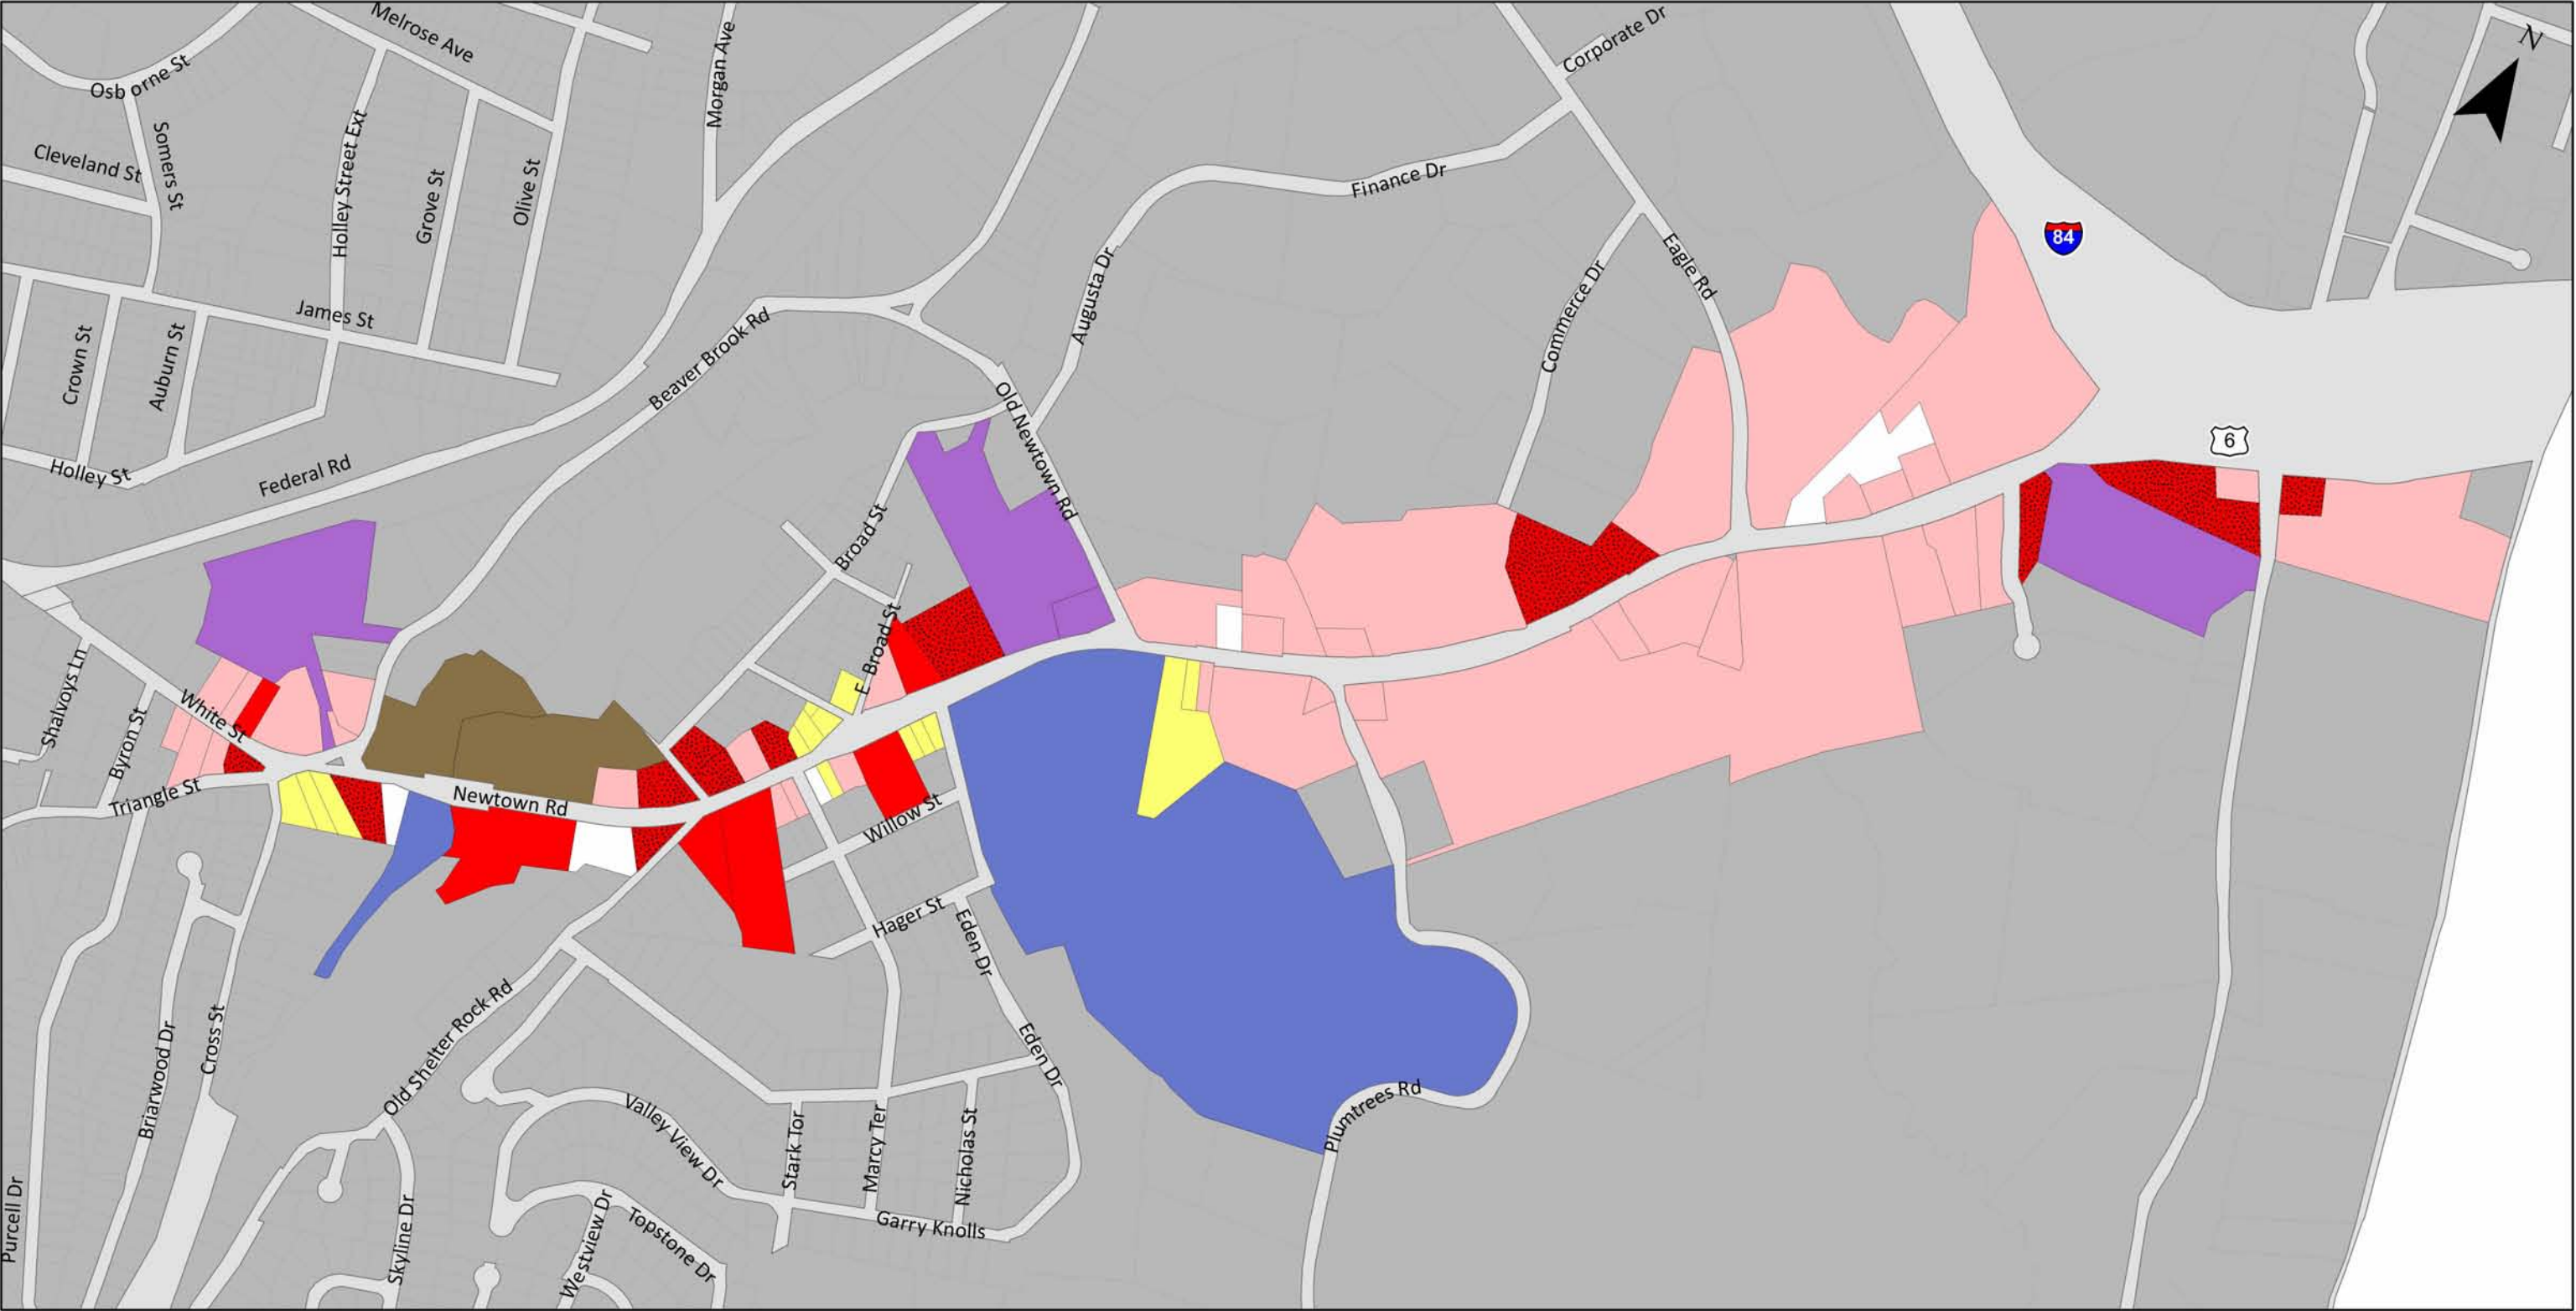 Melrose Ave
Corporate Dr
N
Osborne St
Morgan Ave
Somers St
Cleveland St
Holley Street Ext
Grove St
Olive St
Finance Dr
84
Eagle Rd
Augusta Dr
Commerce Dr
James St
Beaver Brook Rd
Crown St
Auburn St
Old Newtown Rd
6
Holley St
Federal Rd
Broad St
E Broad St
Shalvoys Ln
White St
Byron St
Triangle St
Newtown Rd
Willow St
Hager St
Eden Dr
Old Shelter Rock Rd
Briarwood Dr
Cross St
Eden Dr
Plumtrees Rd
Valley View Dr
Stark Tor
Marcy Ter
Nicholas St
Purcell Dr
Skyline Dr
Westview Dr
Topstone Dr
Garry Knolls